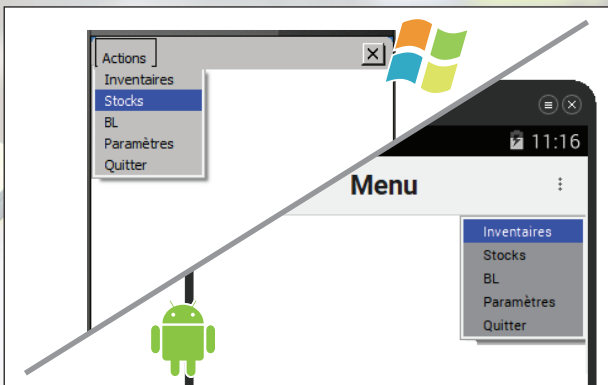 Actions
Inventaires
Stocks
BL
Paramètres
Quitter
11:16
Menu
Inventaires
Stocks
BL
Paramètres
Quitter